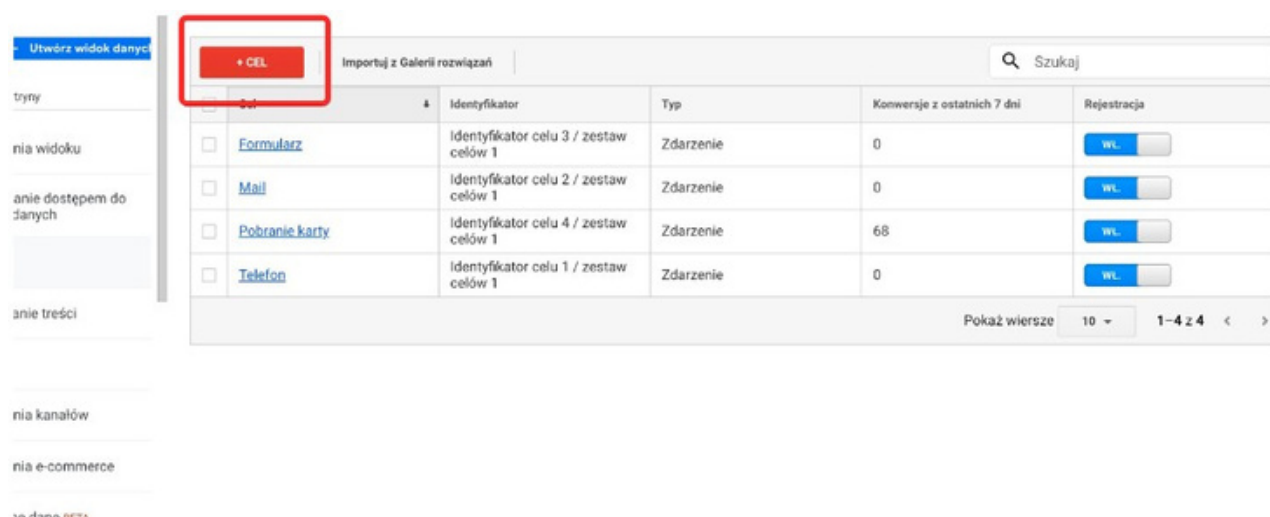 Utwórz widok danych
tryny
nia widoku
anie dostępem do
danych
anie treści
nia kanałów
nia e-commerce
BETA
+ CEL
Importuj z Galerii rozwiązań
Szukaj
Identyfikator
Typ
Konwersje z ostatnich 7 dni
Rejestracja
Formularz
Identyfikator celu 3 / zestaw
celów 1
Zdarzenie
0
WŁ.
Mail
Identyfikator celu 2 / zestaw
celów 1
Zdarzenie
0
WŁ.
Pobranie karty
Identyfikator celu 4 / zestaw
celów 1
Zdarzenie
68
WŁ.
Telefon
Identyfikator celu 1 / zestaw
celów 1
Zdarzenie
0
WŁ.
Pokaż wiersze
10
1–4 z 4